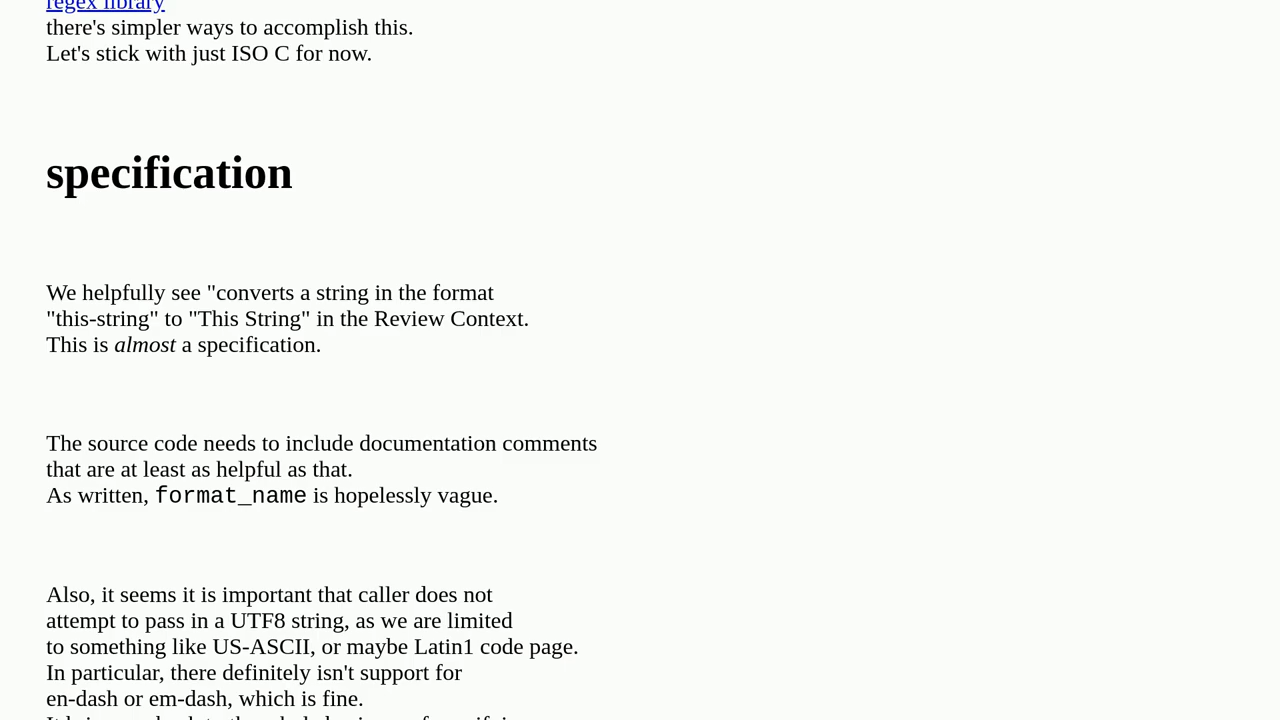 regex library
there's simpler ways to accomplish this.
Let's stick with just ISO C for now.
specification
We helpfully see "converts a string in the format
"this-string" to "This String" in the Review Context.
This is almost a specification.
The source code needs to include documentation comments
that are at least as helpful as that.
As written, format_name is hopelessly vague.
Also, it seems it is important that caller does not
attempt to pass in a UTF8 string, as we are limited
to something like US-ASCII, or maybe Latin1 code page.
In particular, there definitely isn't support for
en-dash or em-dash, which is fine.